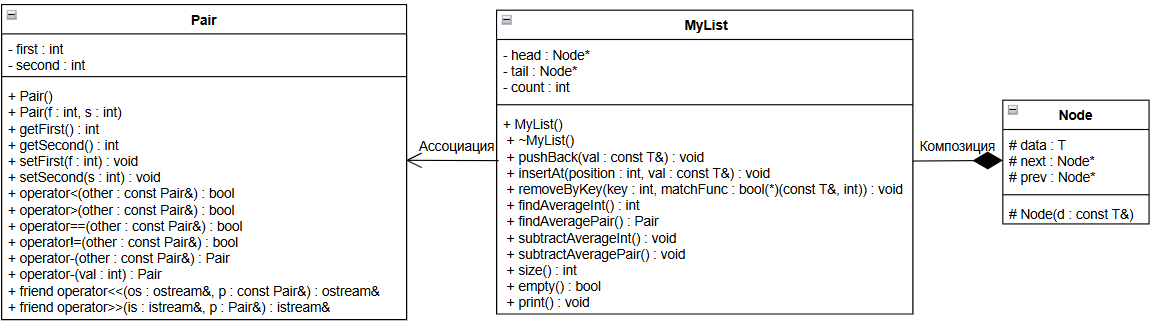 Pair
- first : int
- second : int
+ Pair()
+ Pair(f : int, s : int)
+ getFirst() : int
+ getSecond() : int
+ setFirst(f : int) : void
+ setSecond(s : int) : void
+ operator<(other : const Pair&) : bool
+ operator>(other : const Pair&) : bool
+ operator==(other : const Pair&) : bool
+ operator!=(other : const Pair&) : bool
+ operator-(other : const Pair&) : Pair
+ operator-(val : int) : Pair
+ friend operator<<(os : ostream&, p : const Pair&) : ostream&
+ friend operator>>(is : istream&, p : Pair&) : istream&
Ассоциация
MyList
- head : Node*
- tail : Node*
- count : int
+ MyList()
+ ~MyList()
+ pushBack(val : const T&) : void
+ insertAt(position : int, val : const T&) : void
+ removeByKey(key : int, matchFunc : bool(*)(const T&, int)) : void
+ findAverageInt() : int
+ findAveragePair() : Pair
+ subtractAverageInt() : void
+ subtractAveragePair() : void
+ size() : int
+ empty() : bool
+ print() : void
Композиция
Node
# data : T
# next : Node*
# prev : Node*
# Node(d : const T&)